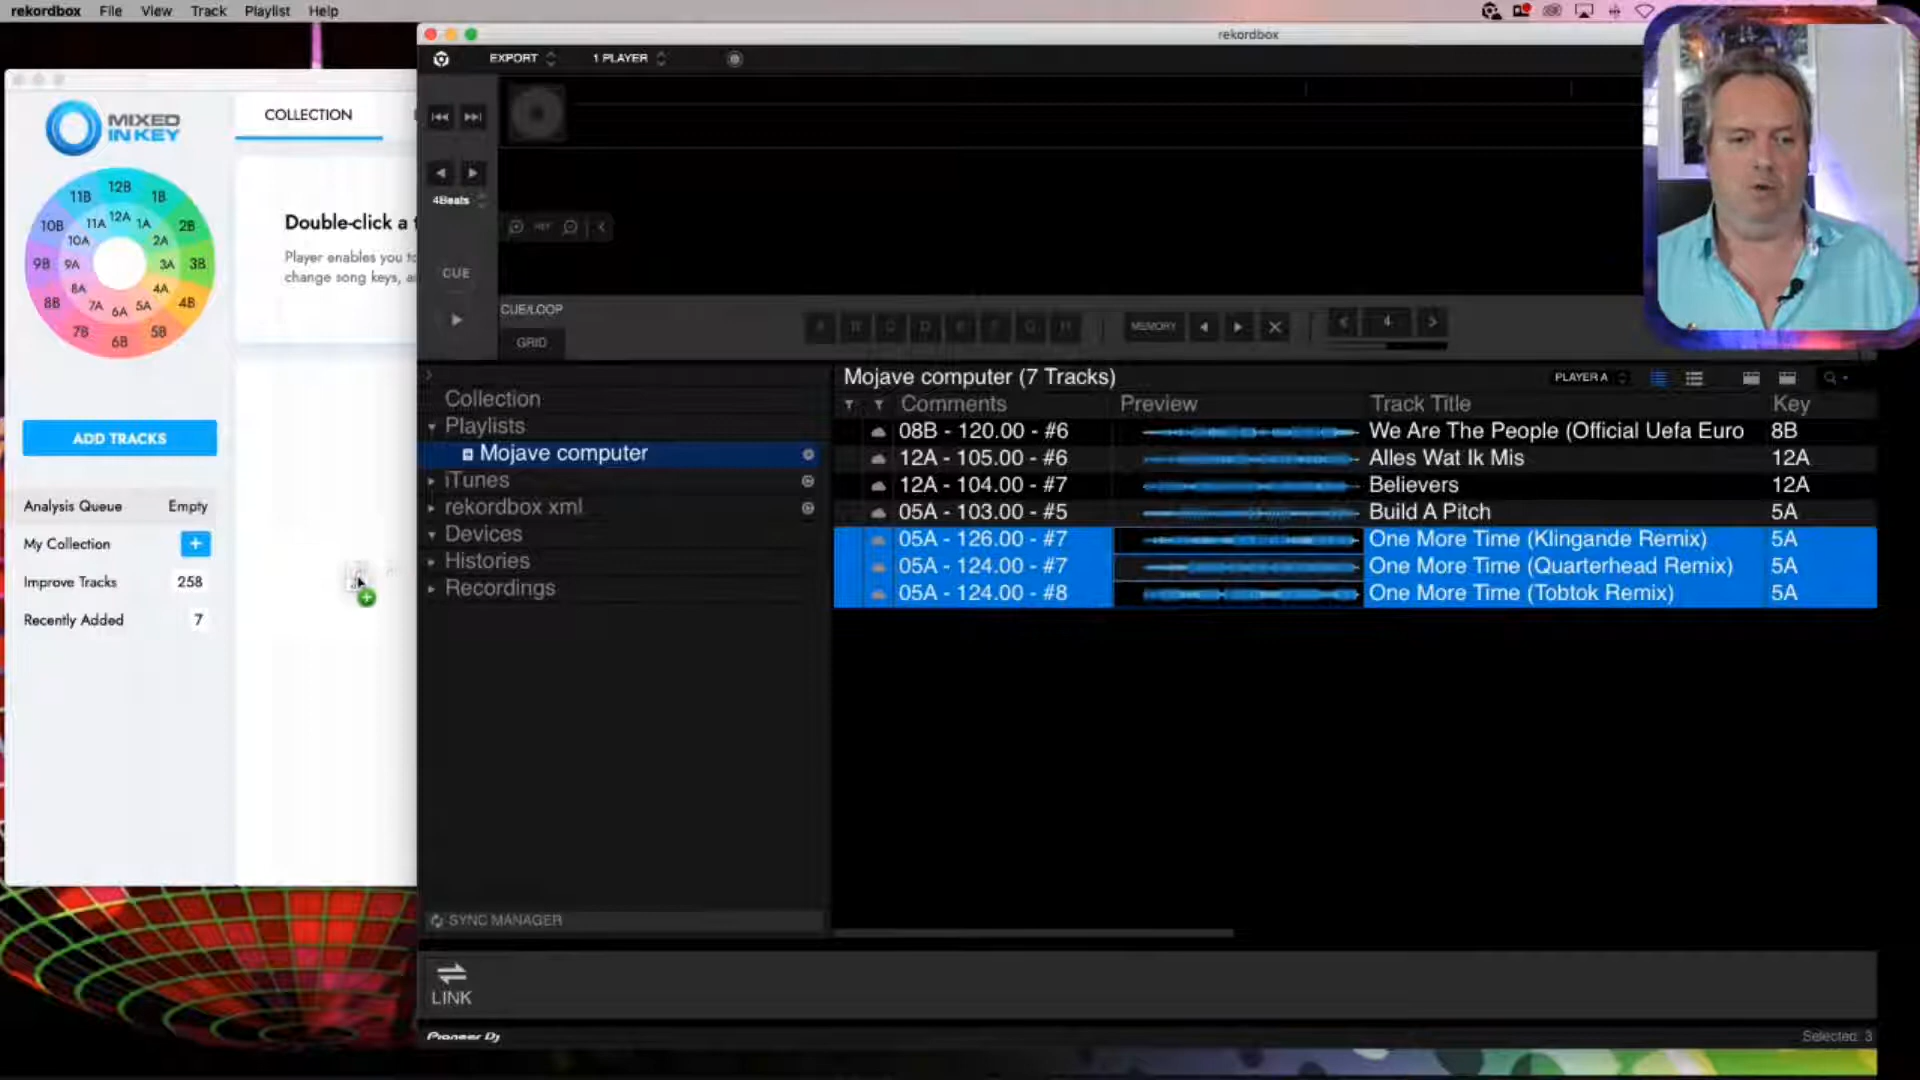 rekordbox File View Track Playlist Help
rekordbox
EXPORT
1 PLAYER
MIXED
IN KEY
COLLECTION
12B
11B
1B
12A
11A
1A
10B
2B
10A
2A
9B
9A
3A
3B
8A
4A
8B
4B
7A
6A
5A
7B
5B
6B
Double-click a
Player enables you to
change song keys, a
4Beats
CUE
CUE/LOOP
GRID
MEMORY
4
ADD TRACKS
Analysis Queue Empty
My Collection +
Improve Tracks 258
Recently Added 7
Collection
Playlists
Mojave computer
iTunes
rekordbox xml
Devices
Histories
Recordings
SYNC MANAGER
Mojave computer (7 Tracks)
PLAYER A
Comments Preview Track Title Key
08B - 120.00 - #6 We Are The People (Official Uefa Euro 8B
12A - 105.00 - #6 Alles Wat Ik Mis 12A
12A - 104.00 - #7 Believers 12A
05A - 103.00 - #5 Build A Pitch 5A
05A - 126.00 - #7 One More Time (Klingande Remix) 5A
05A - 124.00 - #7 One More Time (Quarterhead Remix) 5A
05A - 124.00 - #8 One More Time (Tobtok Remix) 5A
LINK
Pioneer Dj
Selected: 3